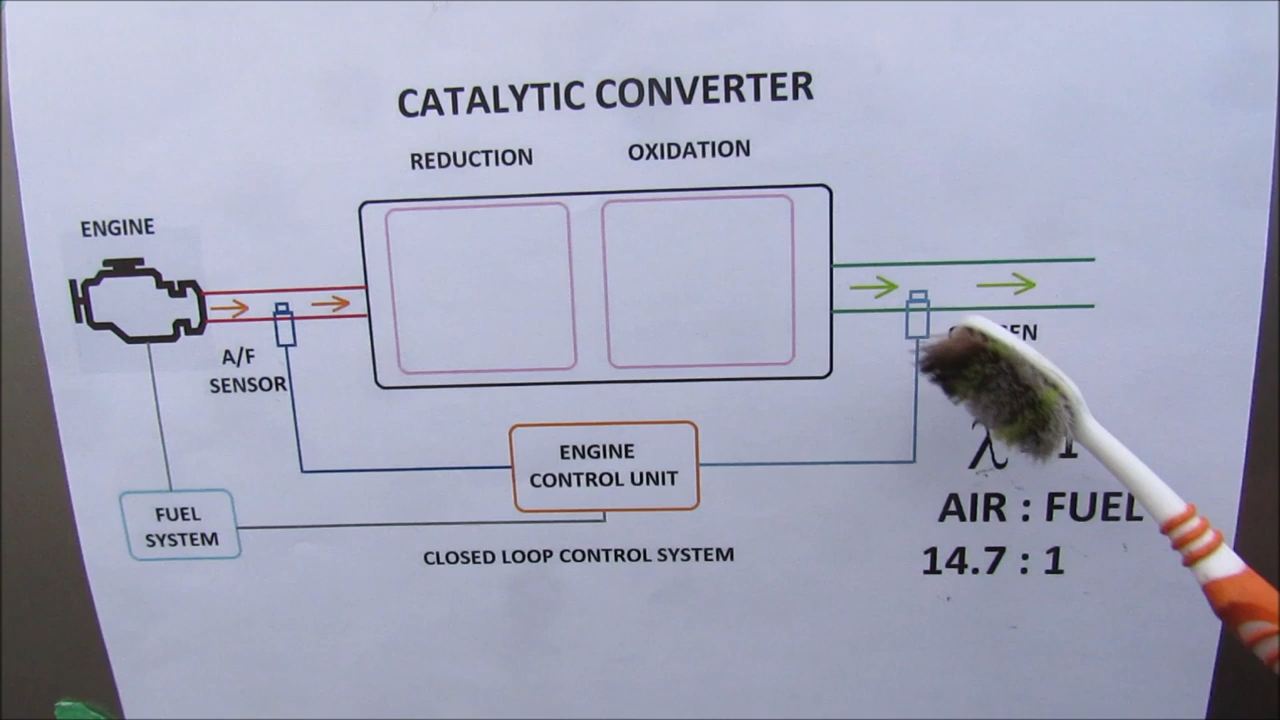 CATALYTIC CONVERTER
REDUCTION
OXIDATION
ENGINE
A/F
SENSOR
ENGINE
CONTROL UNIT
λ 1
AIR : FUEL
14.7 : 1
FUEL
SYSTEM
CLOSED LOOP CONTROL SYSTEM